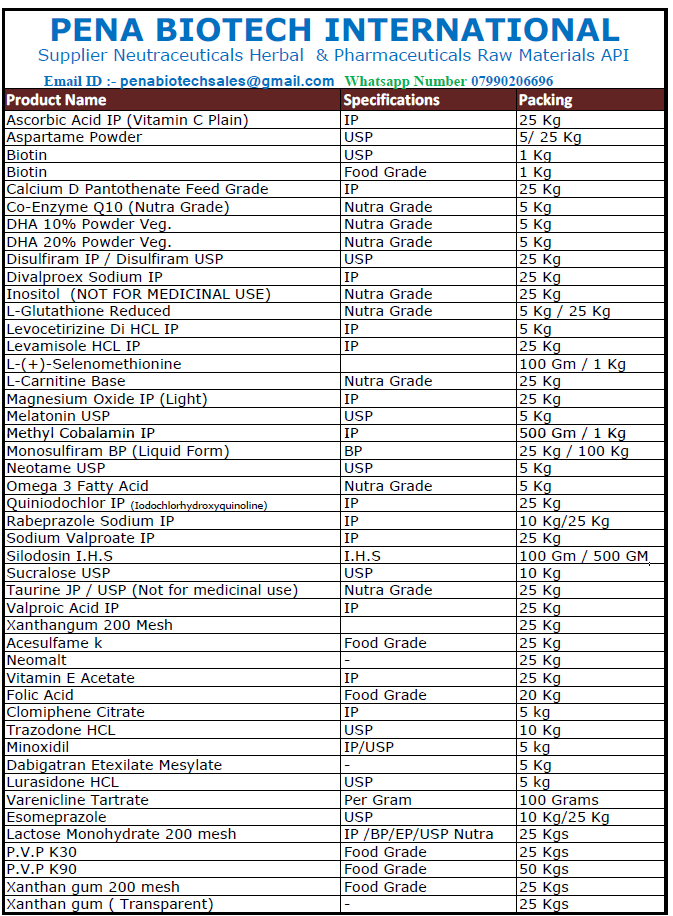 PENA BIOTECH INTERNATIONAL
Supplier Neutraceuticals Herbal & Pharmaceuticals Raw Materials API
Email ID :- penabiotechsales@gmail.com Whatsapp Number 07990206696
Product Name Specifications Packing
Ascorbic Acid IP (Vitamin C Plain) IP 25 Kg
Aspartame Powder USP 5/ 25 Kg
Biotin USP 1 Kg
Biotin Food Grade 1 Kg
Calcium D Pantothenate Feed Grade IP 25 Kg
Co-Enzyme Q10 (Nutra Grade) Nutra Grade 5 Kg
DHA 10% Powder Veg. Nutra Grade 5 Kg
DHA 20% Powder Veg. Nutra Grade 5 Kg
Disulfiram IP / Disulfiram USP USP 25 Kg
Divalproex Sodium IP IP 25 Kg
Inositol (NOT FOR MEDICINAL USE) Nutra Grade 25 Kg
L-Glutathione Reduced Nutra Grade 5 Kg / 25 Kg
Levocetirizine Di HCL IP IP 5 Kg
Levamisole HCL IP IP 25 Kg
L-(+)-Selenomethionine 100 Gm / 1 Kg
L-Carnitine Base Nutra Grade 25 Kg
Magnesium Oxide IP (Light) IP 25 Kg
Melatonin USP USP 5 Kg
Methyl Cobalamin IP IP 500 Gm / 1 Kg
Monosulfiram BP (Liquid Form) BP 25 Kg / 100 Kg
Neotame USP USP 5 Kg
Omega 3 Fatty Acid Nutra Grade 5 Kg
Quiniodochlor IP (Iodochlorhydroxyquinoline) IP 25 Kg
Rabeprazole Sodium IP IP 10 Kg/25 Kg
Sodium Valproate IP IP 25 Kg
Silodosin I.H.S I.H.S 100 Gm / 500 GM
Sucralose USP USP 10 Kg
Taurine JP / USP (Not for medicinal use) Nutra Grade 25 Kg
Valproic Acid IP IP 25 Kg
Xanthangum 200 Mesh 25 Kg
Acesulfame k Food Grade 25 Kg
Neomalt - 25 Kg
Vitamin E Acetate IP 25 Kg
Folic Acid Food Grade 20 Kg
Clomiphene Citrate IP 5 kg
Trazodone HCL USP 10 Kg
Minoxidil IP/USP 5 kg
Dabigatran Etexilate Mesylate - 5 Kg
Lurasidone HCL USP 5 kg
Varenicline Tartrate Per Gram 100 Grams
Esomeprazole USP 10 Kg/25 Kg
Lactose Monohydrate 200 mesh IP /BP/EP/USP Nutra 25 Kgs
P.V.P K30 Food Grade 25 Kgs
P.V.P K90 Food Grade 50 Kgs
Xanthan gum 200 mesh Food Grade 25 Kgs
Xanthan gum ( Transparent) - 25 Kgs